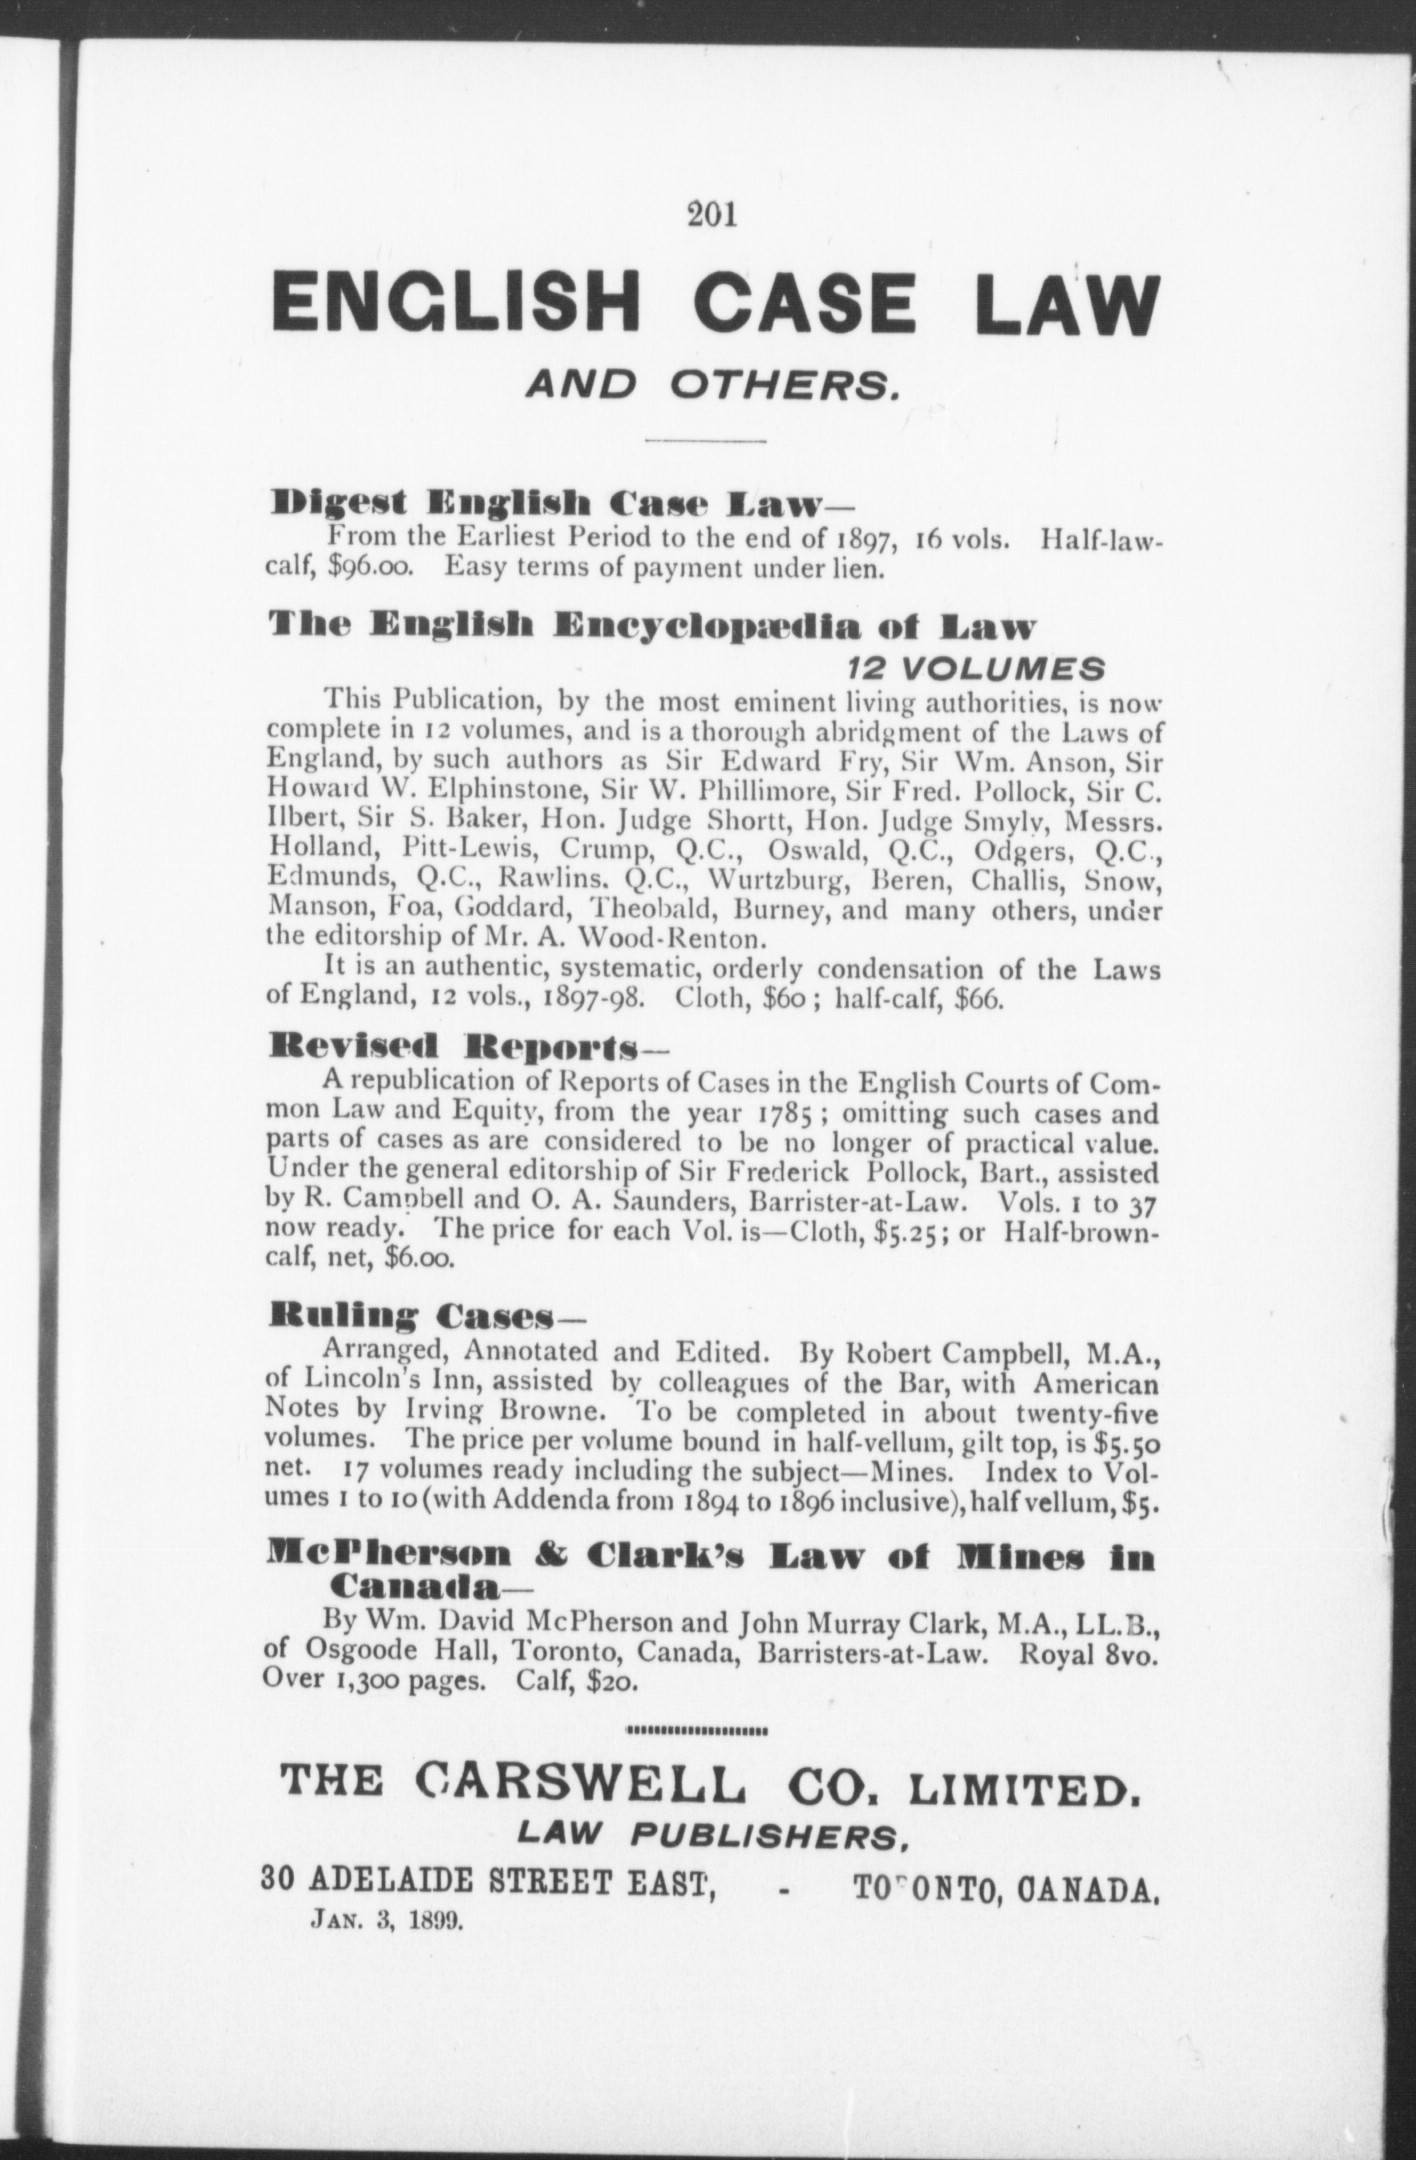 201
ENGLISH CASE LAW
AND OTHERS.
Digest English Case Law—
From the Earliest Period to the end of 1897, 16 vols. Half-law-
calf, $96.00. Easy terms of payment under lien.
The English Encyclopædia of Law
12 VOLUMES
This Publication, by the most eminent living authorities, is now
complete in 12 volumes, and is a thorough abridgment of the Laws of
England, by such authors as Sir Edward Fry, Sir Wm. Anson, Sir
Howard W. Elphinstone, Sir W. Phillimore, Sir Fred. Pollock, Sir C.
Ilbert, Sir S. Baker, Hon. Judge Shortt, Hon. Judge Smyly, Messrs.
Holland, Pitt-Lewis, Crump, Q.C., Oswald, Q.C., Odgers, Q.C.,
Edmunds, Q.C., Rawlins. Q.C., Wurtzburg, Beren, Challis, Snow,
Manson, Foa, Goddard, Theobald, Burney, and many others, under
the editorship of Mr. A. Wood-Renton.
It is an authentic, systematic, orderly condensation of the Laws
of England, 12 vols., 1897-98. Cloth, $60; half-calf, $66.
Revised Reports—
A republication of Reports of Cases in the English Courts of Com-
mon Law and Equity, from the year 1785; omitting such cases and
parts of cases as are considered to be no longer of practical value.
Under the general editorship of Sir Frederick Pollock, Bart., assisted
by R. Campbell and O. A. Saunders, Barrister-at-Law. Vols. 1 to 37
now ready. The price for each Vol. is—Cloth, $5.25; or Half-brown-
calf, net, $6.00.
Ruling Cases—
Arranged, Annotated and Edited. By Robert Campbell, M.A.,
of Lincoln's Inn, assisted by colleagues of the Bar, with American
Notes by Irving Browne. To be completed in about twenty-five
volumes. The price per volume bound in half-vellum, gilt top, is $5.50
net. 17 volumes ready including the subject—Mines. Index to Vol-
umes 1 to 10 (with Addenda from 1894 to 1896 inclusive), half vellum, $5.
McPherson & Clark's Law of Mines in
Canada—
By Wm. David McPherson and John Murray Clark, M.A., LL.B.,
of Osgoode Hall, Toronto, Canada, Barristers-at-Law. Royal 8vo.
Over 1,300 pages. Calf, $20.
THE CARSWELL CO. LIMITED.
LAW PUBLISHERS,
30 ADELAIDE STREET EAST, - TORONTO, CANADA.
JAN. 3, 1899.